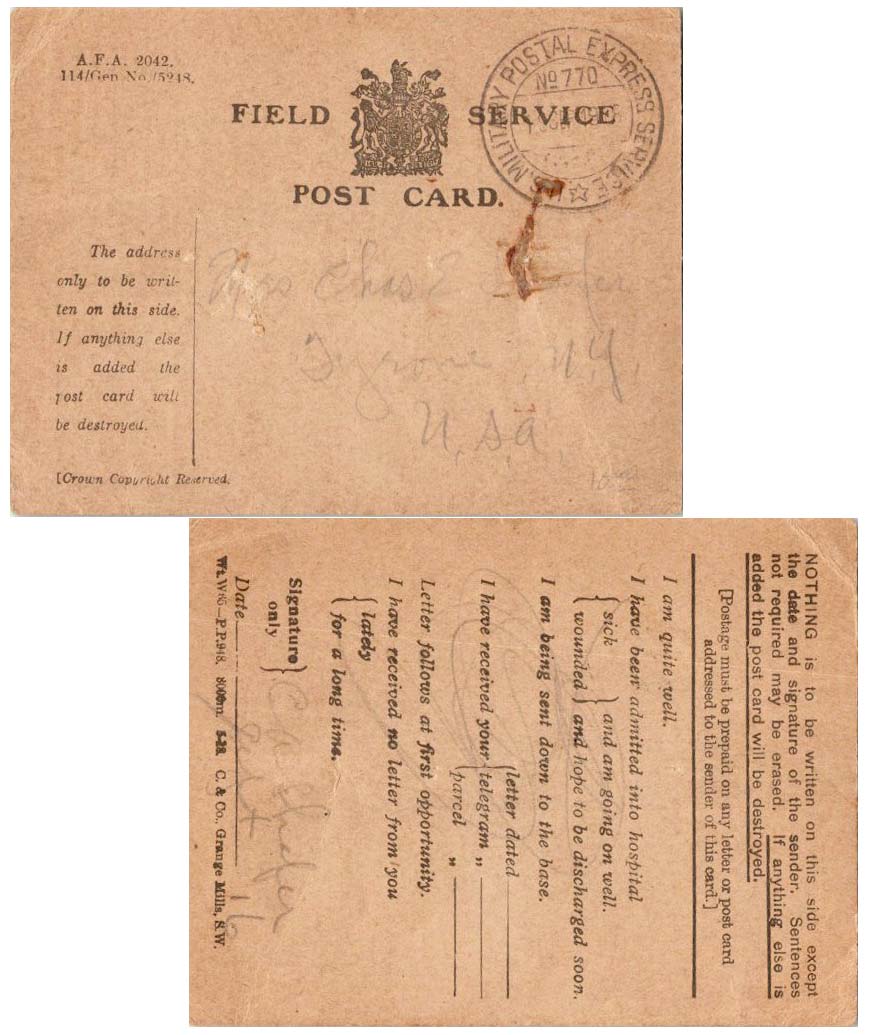 A.F.A. 2042.
114/Gen No./5248.
FIELD SERVICE
POST CARD.
U.S. MILITARY POSTAL EXPRESS SERVICE
No 770
The address
only to be writ-
ten on this side.
If anything else
is added the
post card will
be destroyed.
[Crown Copyright Reserved.
Mrs Chas E
Tyrone, N.Y.
U.S.A.
NOTHING is to be written on this side except
the date and signature of the sender. Sentences
not required may be erased. If anything else is
added the post card will be destroyed.
[Postage must be prepaid on any letter or post card
addressed to the sender of this card.]
I am quite well.
I have been admitted into hospital
{ sick } and am going on well.
{ wounded } and hope to be discharged soon.
I am being sent down to the base.
I have received your { letter dated
telegram „
parcel „
Letter follows at first opportunity.
I have received no letter from you
{ lately
{ for a long time.
Signature
only }
Date Sept 16
P.P.948. 8000m. 5-18. C. & Co., Grange Mills, S.W.